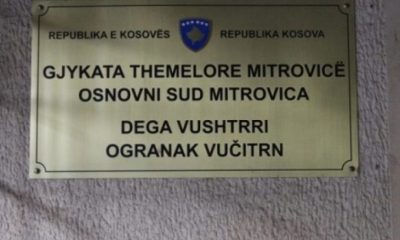 REPUBLIKA E KOSOVËS REPUBLIKA KOSOVA
GJYKATA THEMELORE MITROVICË
OSNOVNI SUD MITROVICA
DEGA VUSHTRRI
OGRANAK VUČITRN